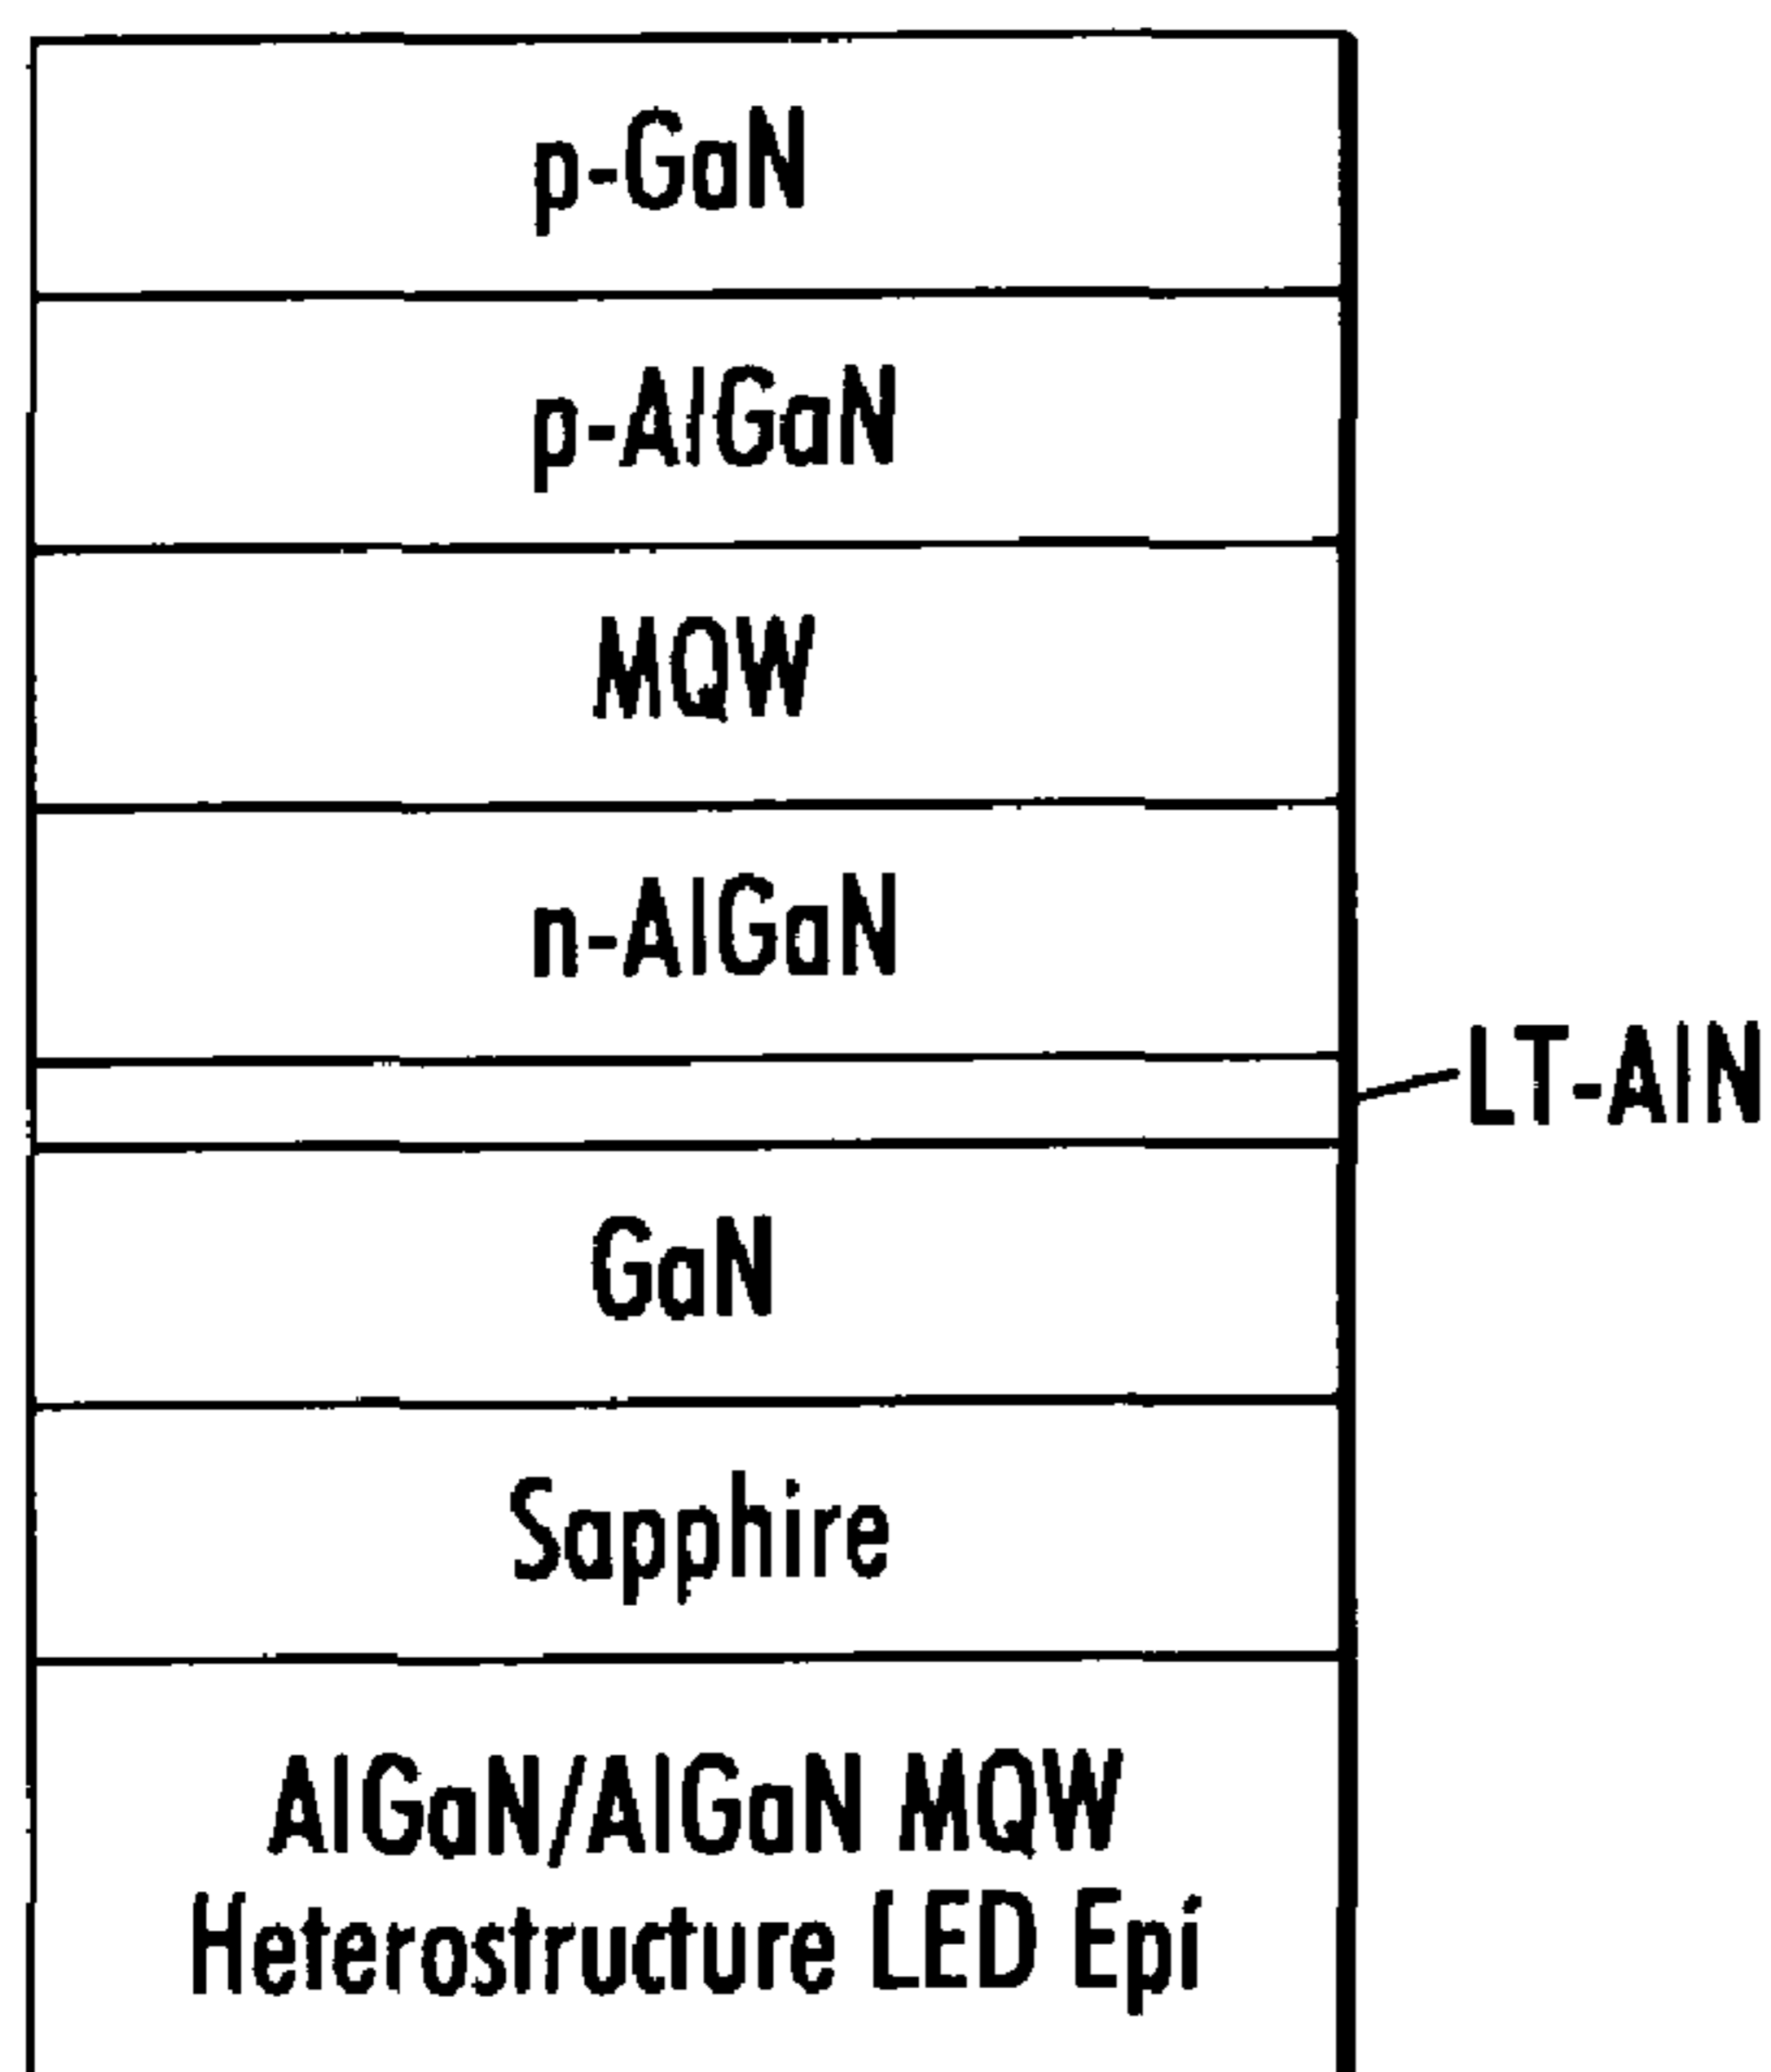 p-GaN
p-AlGaN
MQW
n-AlGaN
LT-AlN
GaN
Sapphire
AlGaN/AlGaN MQW
Heterostructure LED Epi